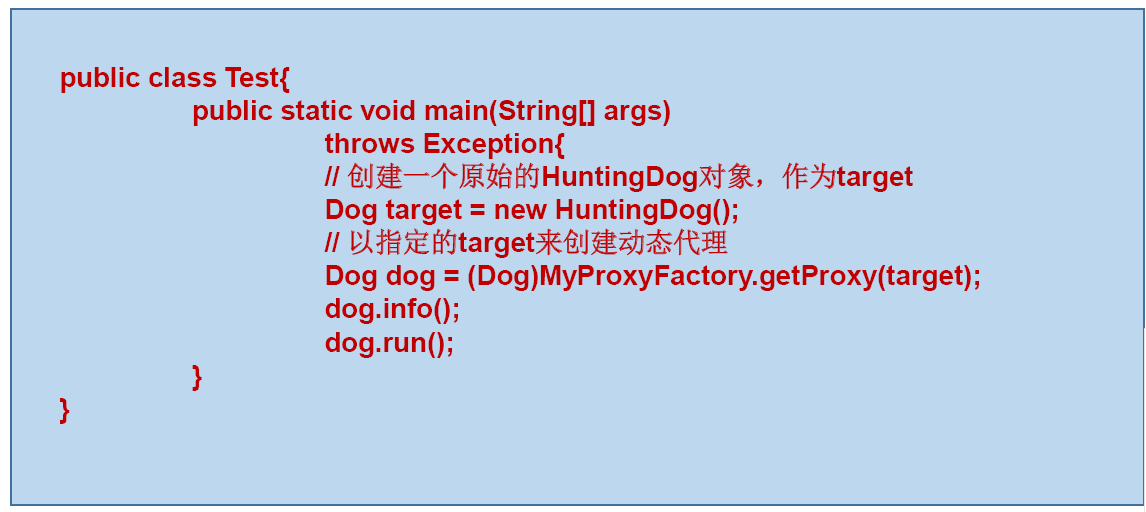 public class Test{
public static void main(String[] args)
throws Exception{
// 创建一个原始的HuntingDog对象，作为target
Dog target = new HuntingDog();
// 以指定的target来创建动态代理
Dog dog = (Dog)MyProxyFactory.getProxy(target);
dog.info();
dog.run();
}
}